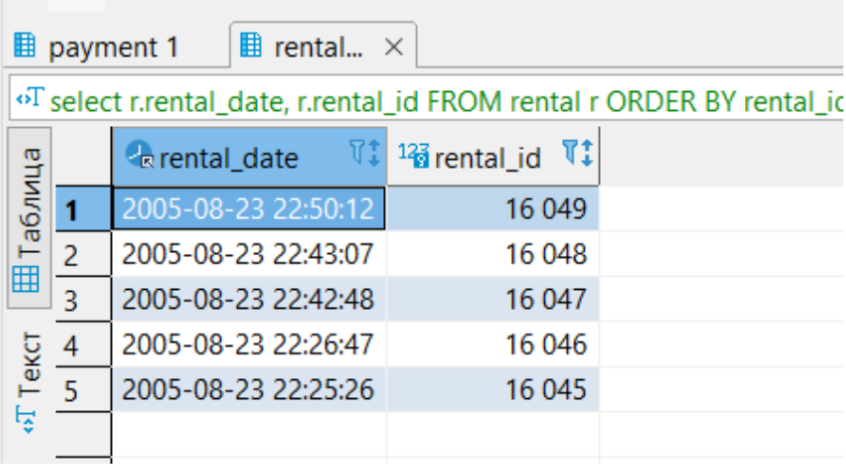 payment 1 rental... ×
select r.rental_date, r.rental_id FROM rental r ORDER BY rental_id
Таблица
Текст
rental_date 123 rental_id
1 2005-08-23 22:50:12 16 049
2 2005-08-23 22:43:07 16 048
3 2005-08-23 22:42:48 16 047
4 2005-08-23 22:26:47 16 046
5 2005-08-23 22:25:26 16 045